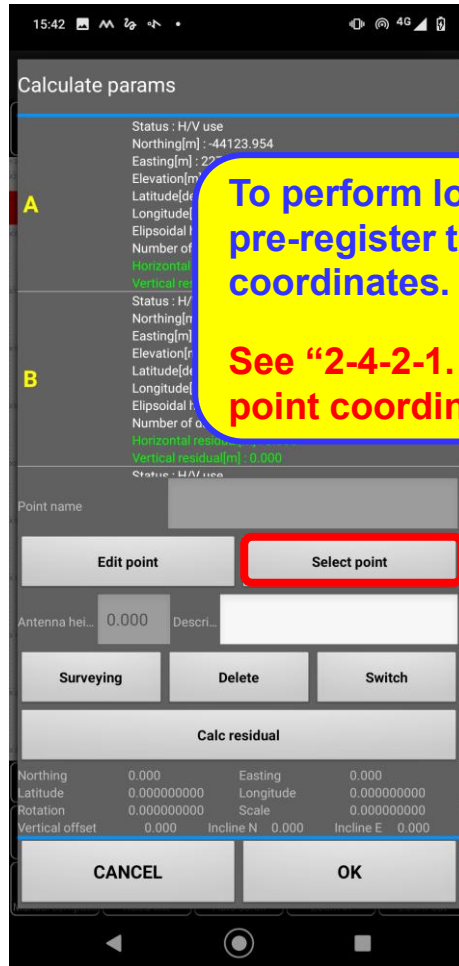 15:42
4G
Calculate params
A
Status : H/V use
Northing[m] : -44123.954
Easting[m] : 227
Elevation[m]
Latitude[de
Longitude[
Elipsoidal h
Number of
Horizontal
Vertical res
To perform lo
pre-register t
coordinates.
See “2-4-2-1.
point coordin
B
Status : H/
Northing[m
Easting[m]
Elevation[m
Latitude[de
Longitude[
Elipsoidal h
Number of d
Horizontal residual[m] : 0.000
Vertical residual[m] : 0.000
Status : H/V use
Point name
Edit point
Select point
Antenna hei...
0.000
Descri...
Surveying
Delete
Switch
Calc residual
Northing 0.000 Easting 0.000
Latitude 0.000000000 Longitude 0.000000000
Rotation 0.000000000 Scale 0.000000000
Vertical offset 0.000 Incline N 0.000 Incline E 0.000
CANCEL
OK